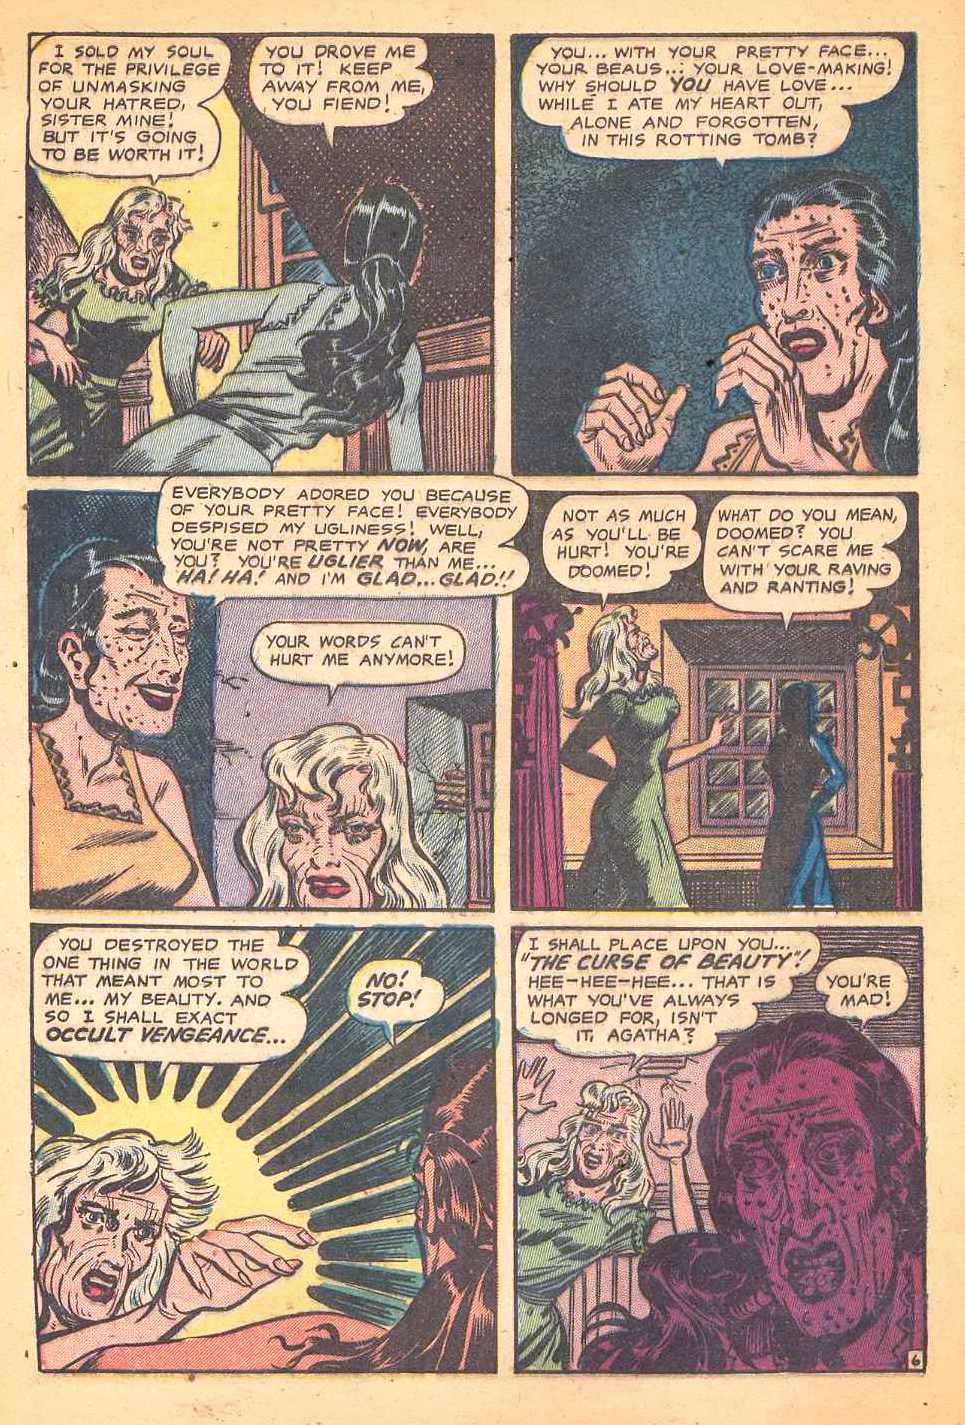 I SOLD MY SOUL
FOR THE PRIVILEGE
OF UNMASKING
YOUR HATRED,
SISTER MINE!
BUT IT'S GOING
TO BE WORTH IT!
YOU DROVE ME
TO IT! KEEP
AWAY FROM ME,
YOU FIEND!
YOU... WITH YOUR PRETTY FACE...
YOUR BEAUS... YOUR LOVE-MAKING!
WHY SHOULD YOU HAVE LOVE...
WHILE I ATE MY HEART OUT,
ALONE AND FORGOTTEN,
IN THIS ROTTING TOMB?
EVERYBODY ADORED YOU BECAUSE
OF YOUR PRETTY FACE! EVERYBODY
DESPISED MY UGLINESS! WELL,
YOU'RE NOT PRETTY NOW, ARE
YOU? YOU'RE UGLIER THAN ME...
HA! HA! AND I'M GLAD...GLAD!!
YOUR WORDS CAN'T
HURT ME ANYMORE!
NOT AS MUCH
AS YOU'LL BE
HURT! YOU'RE
DOOMED!
WHAT DO YOU MEAN,
DOOMED? YOU
CAN'T SCARE ME
WITH YOUR RAVING
AND RANTING!
YOU DESTROYED THE
ONE THING IN THE WORLD
THAT MEANT MOST TO
ME... MY BEAUTY. AND
SO I SHALL EXACT
OCCULT VENGEANCE...
NO!
STOP!
I SHALL PLACE UPON YOU...
"THE CURSE OF BEAUTY"!
HEE-HEE-HEE... THAT IS
WHAT YOU'VE ALWAYS
LONGED FOR, ISN'T
IT, AGATHA?
YOU'RE
MAD!
6